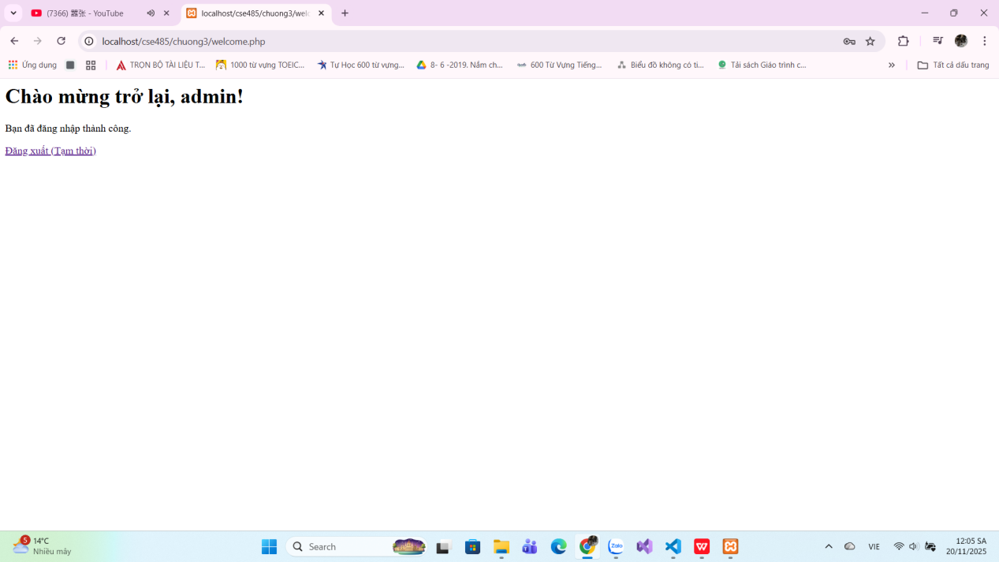 (7366) 嚣张 - YouTube
localhost/cse485/chuong3/welc
localhost/cse485/chuong3/welcome.php
Ứng dụng
TRỌN BỘ TÀI LIỆU T...
1000 từ vựng TOEIC...
Tự Học 600 từ vựng...
8- 6 -2019. Nắm ch...
600 Từ Vựng Tiếng...
Biểu đồ không có ti...
Tải sách Giáo trình c...
Tất cả dấu trang
Chào mừng trở lại, admin!
Bạn đã đăng nhập thành công.
Đăng xuất (Tạm thời)
5
14°C
Nhiều mây
Search
Zalo
VIE
12:05 SA
20/11/2025